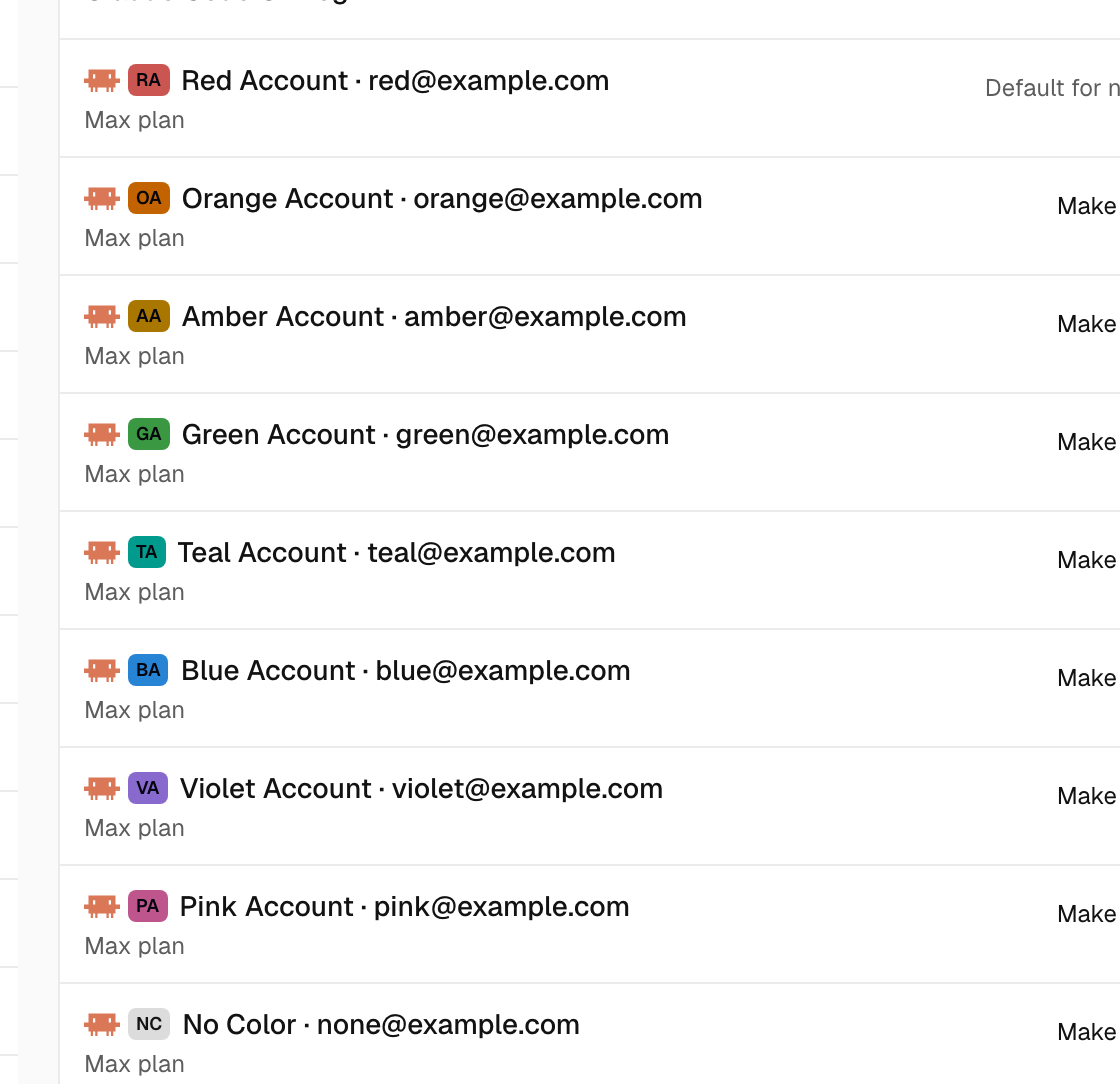 RA Red Account · red@example.com
Default for n
Max plan
OA Orange Account · orange@example.com
Make
Max plan
AA Amber Account · amber@example.com
Make
Max plan
GA Green Account · green@example.com
Make
Max plan
TA Teal Account · teal@example.com
Make
Max plan
BA Blue Account · blue@example.com
Make
Max plan
VA Violet Account · violet@example.com
Make
Max plan
PA Pink Account · pink@example.com
Make
Max plan
NC No Color · none@example.com
Make
Max plan